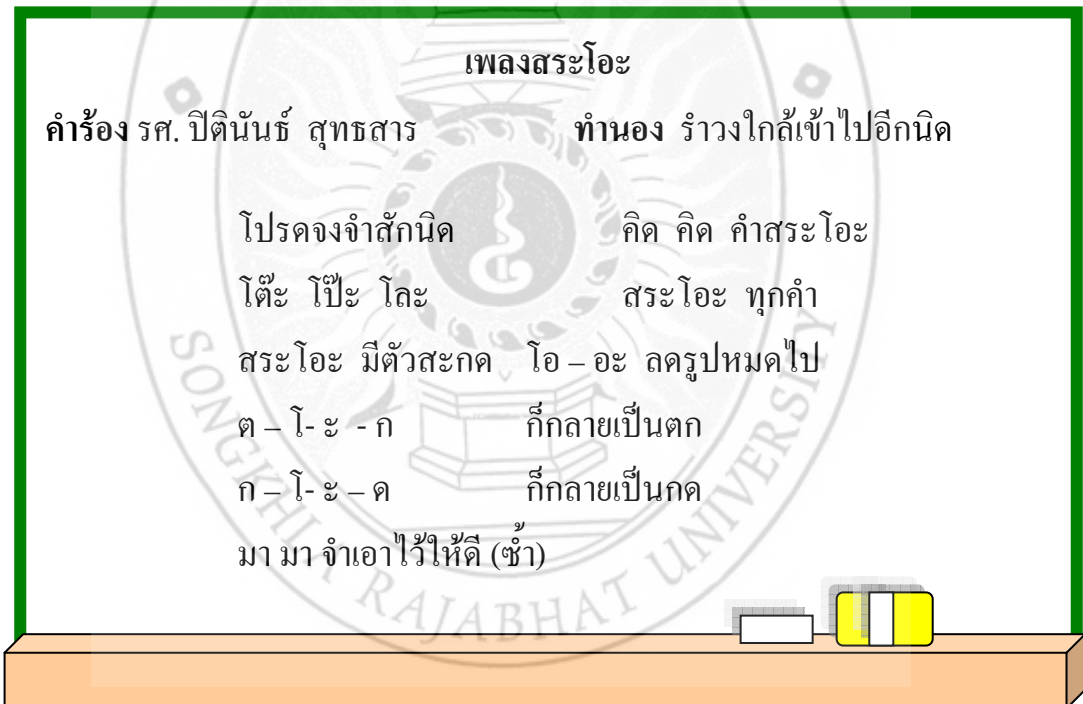 เพลงสระโอะ
คำร้อง รศ. ปิตินันธ์ สุทธสาร ทำนอง รำวงใกล้เข้าไปอีกนิด
โปรดจงจำสักนิด คิด คิด คำสระโอะ
โต๊ะ โป๊ะ โละ สระโอะ ทุกคำ
สระโอะ มีตัวสะกด โอ – อะ ลดรูปหมดไป
ต – โ- ะ - ก ก็กลายเป็นตก
ก – โ- ะ – ด ก็กลายเป็นกด
มา มา จำเอาไว้ให้ดี (ซ้ำ)
SONGKHLA RAJABHAT UNIVERSITY